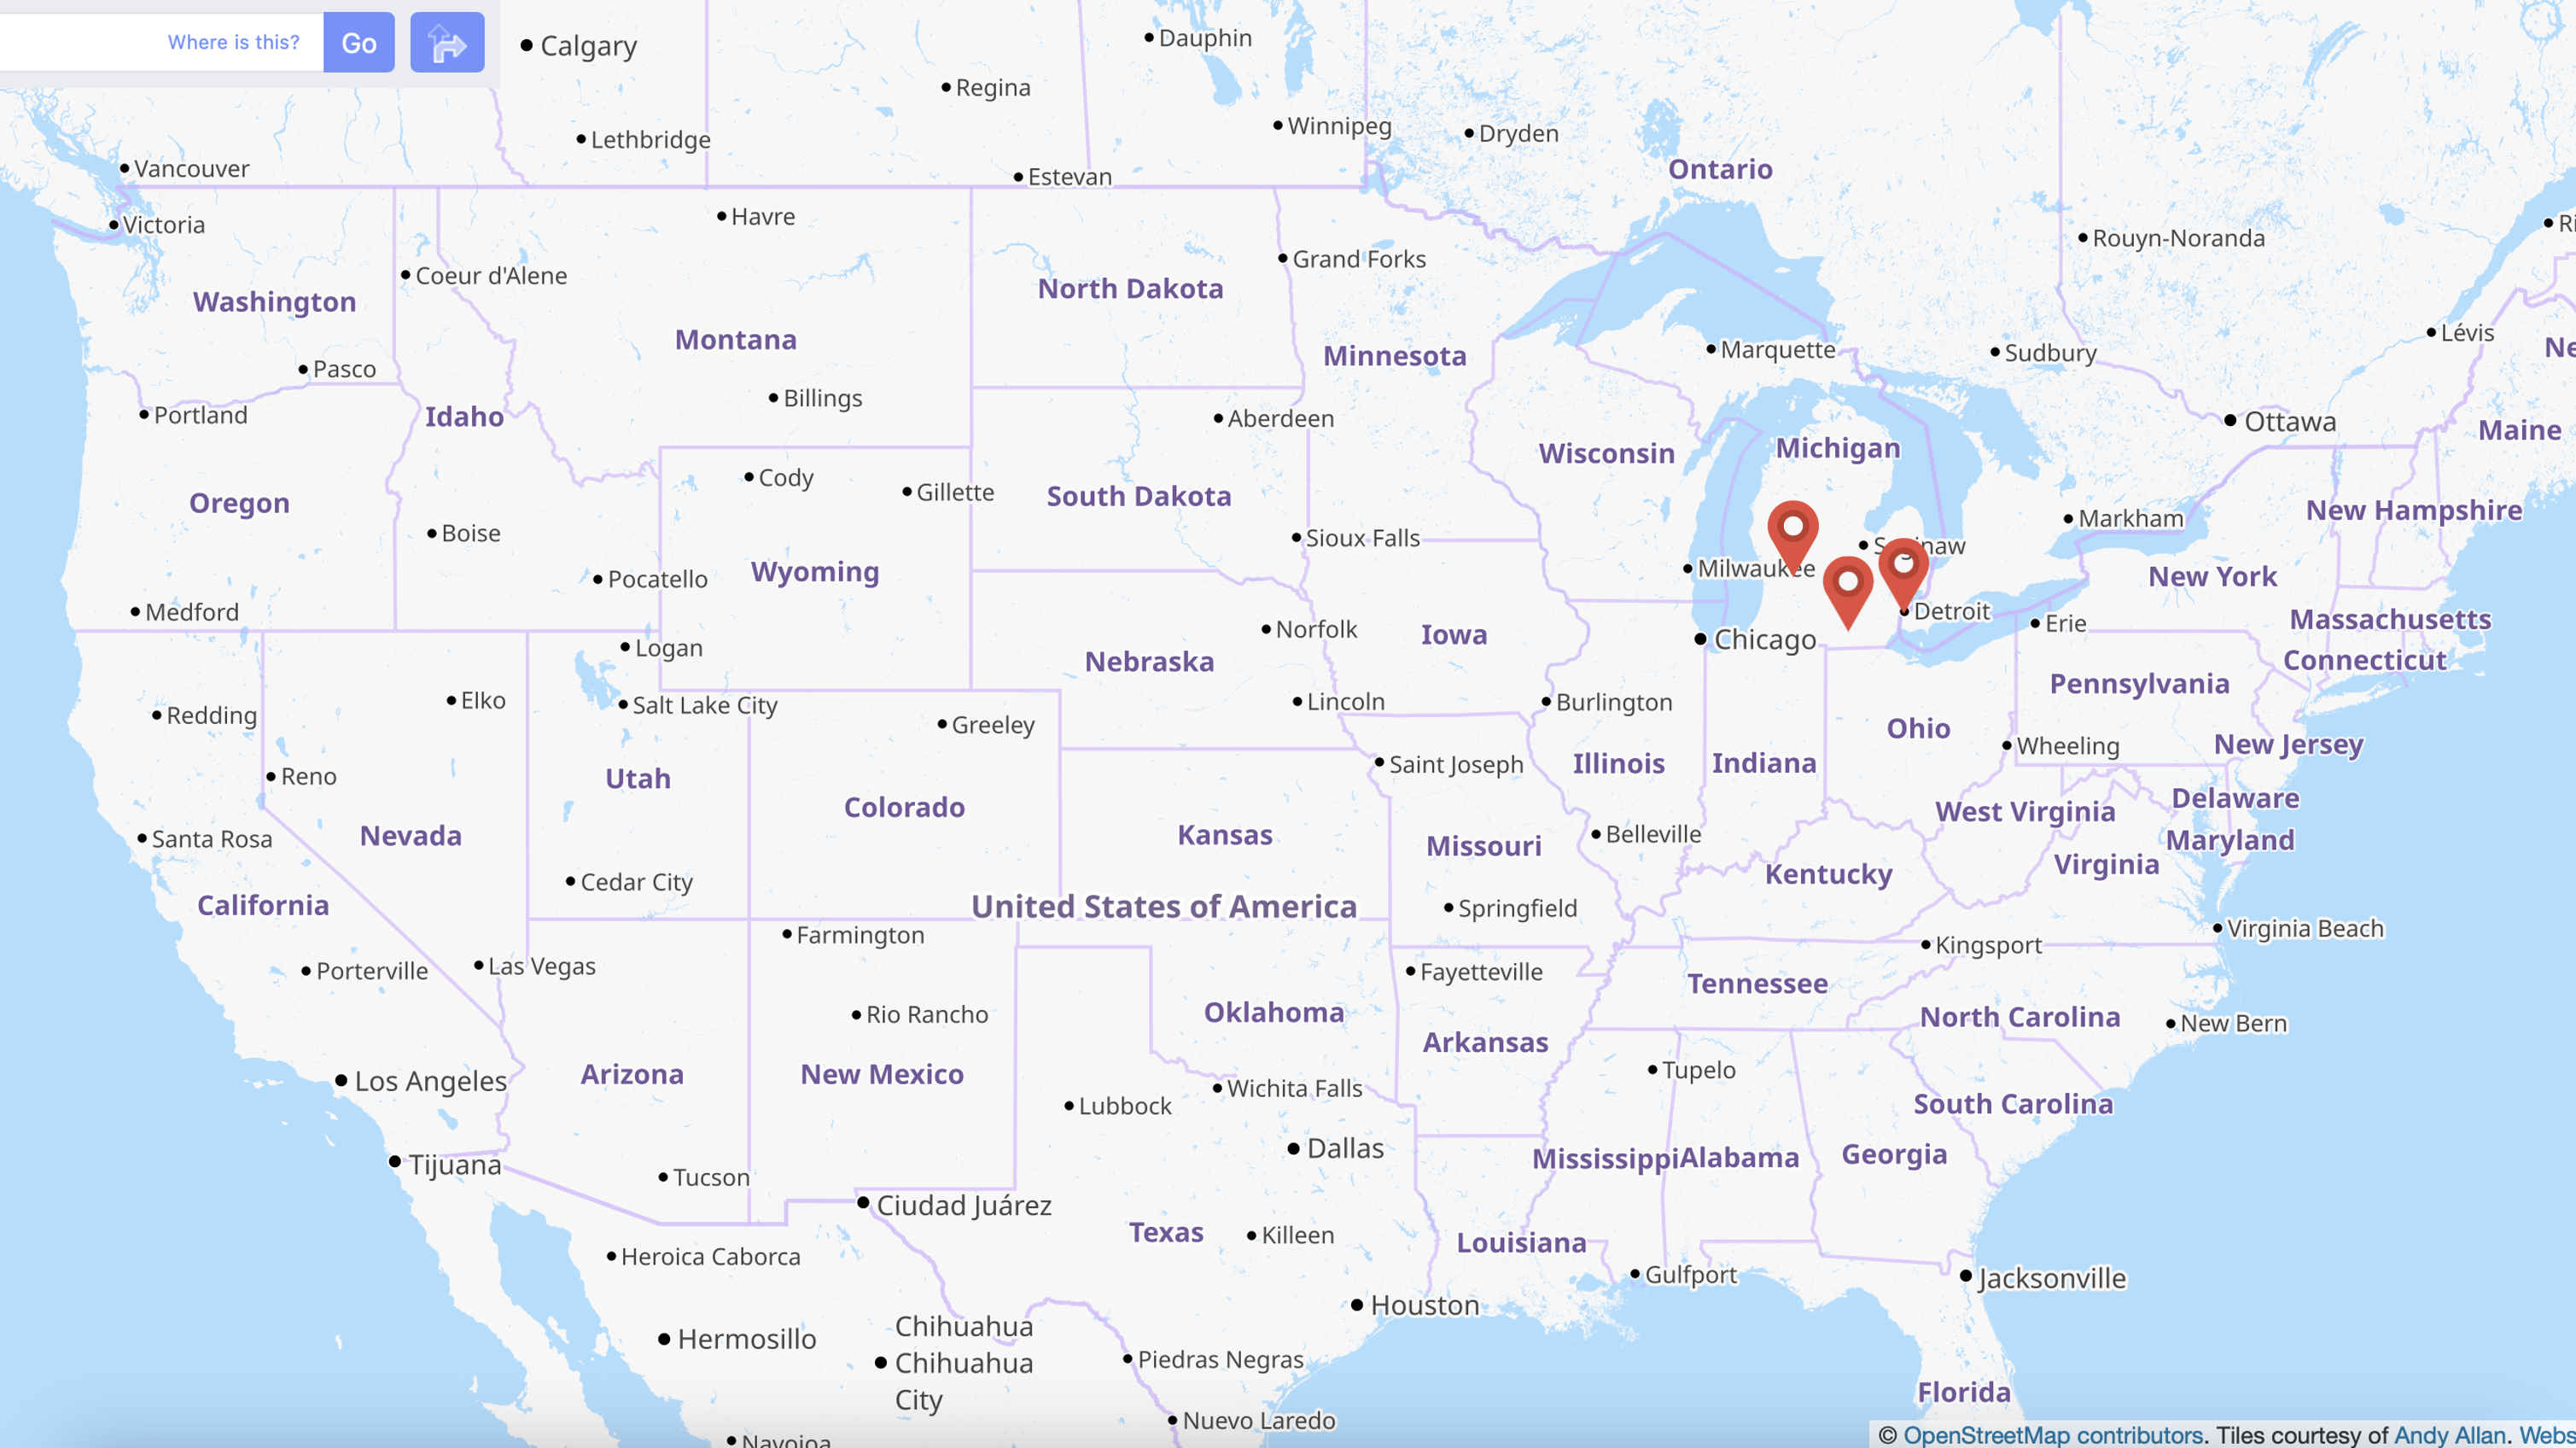 Where is this?
Go
Calgary
Dauphin
Regina
Winnipeg
Dryden
Lethbridge
Ontario
Vancouver
Estevan
Havre
Victoria
Rouyn-Noranda
Grand Forks
Coeur d'Alene
North Dakota
Washington
Lévis
Montana
Marquette
Sudbury
Minnesota
Pasco
Billings
Portland
Idaho
Aberdeen
Ottawa
Maine
Michigan
Wisconsin
Cody
Gillette
South Dakota
Oregon
New Hampshire
Markham
Boise
Sioux Falls
Milwaukee
Wyoming
Pocatello
New York
Medford
Detroit
Massachusetts
Erie
Norfolk
Iowa
Chicago
Logan
Nebraska
Connecticut
Pennsylvania
Elko
Salt Lake City
Lincoln
Burlington
Redding
Greeley
Ohio
Wheeling
New Jersey
Saint Joseph
Illinois
Indiana
Reno
Utah
Delaware
Colorado
West Virginia
Nevada
Kansas
Belleville
Santa Rosa
Maryland
Missouri
Virginia
Kentucky
Cedar City
California
United States of America
Springfield
Virginia Beach
Farmington
Kingsport
Las Vegas
Porterville
Fayetteville
Tennessee
Rio Rancho
Oklahoma
North Carolina
New Bern
Arkansas
Tupelo
Arizona
New Mexico
Los Angeles
Wichita Falls
Lubbock
South Carolina
Dallas
Mississippi
Alabama
Georgia
Tijuana
Tucson
Ciudad Juárez
Texas
Killeen
Louisiana
Heroica Caborca
Gulfport
Jacksonville
Houston
Chihuahua
Hermosillo
Chihuahua
City
Piedras Negras
Florida
Nuevo Laredo
© OpenStreetMap contributors. Tiles courtesy of Andy Allan.